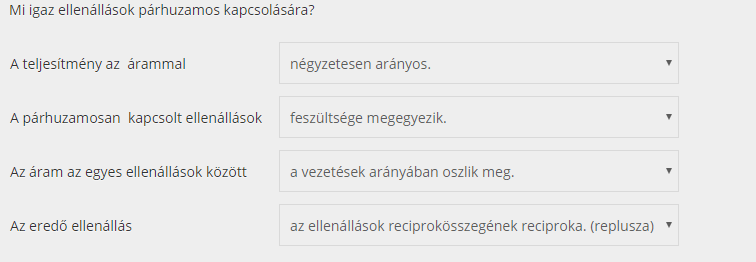 Mi igaz ellenállások párhuzamos kapcsolására?
A teljesítmény az árammal négyzetesen arányos.
A párhuzamosan kapcsolt ellenállások feszültsége megegyezik.
Az áram az egyes ellenállások között a vezetések arányában oszlik meg.
Az eredő ellenállás az ellenállások reciprokösszegének reciproka. (replusza)